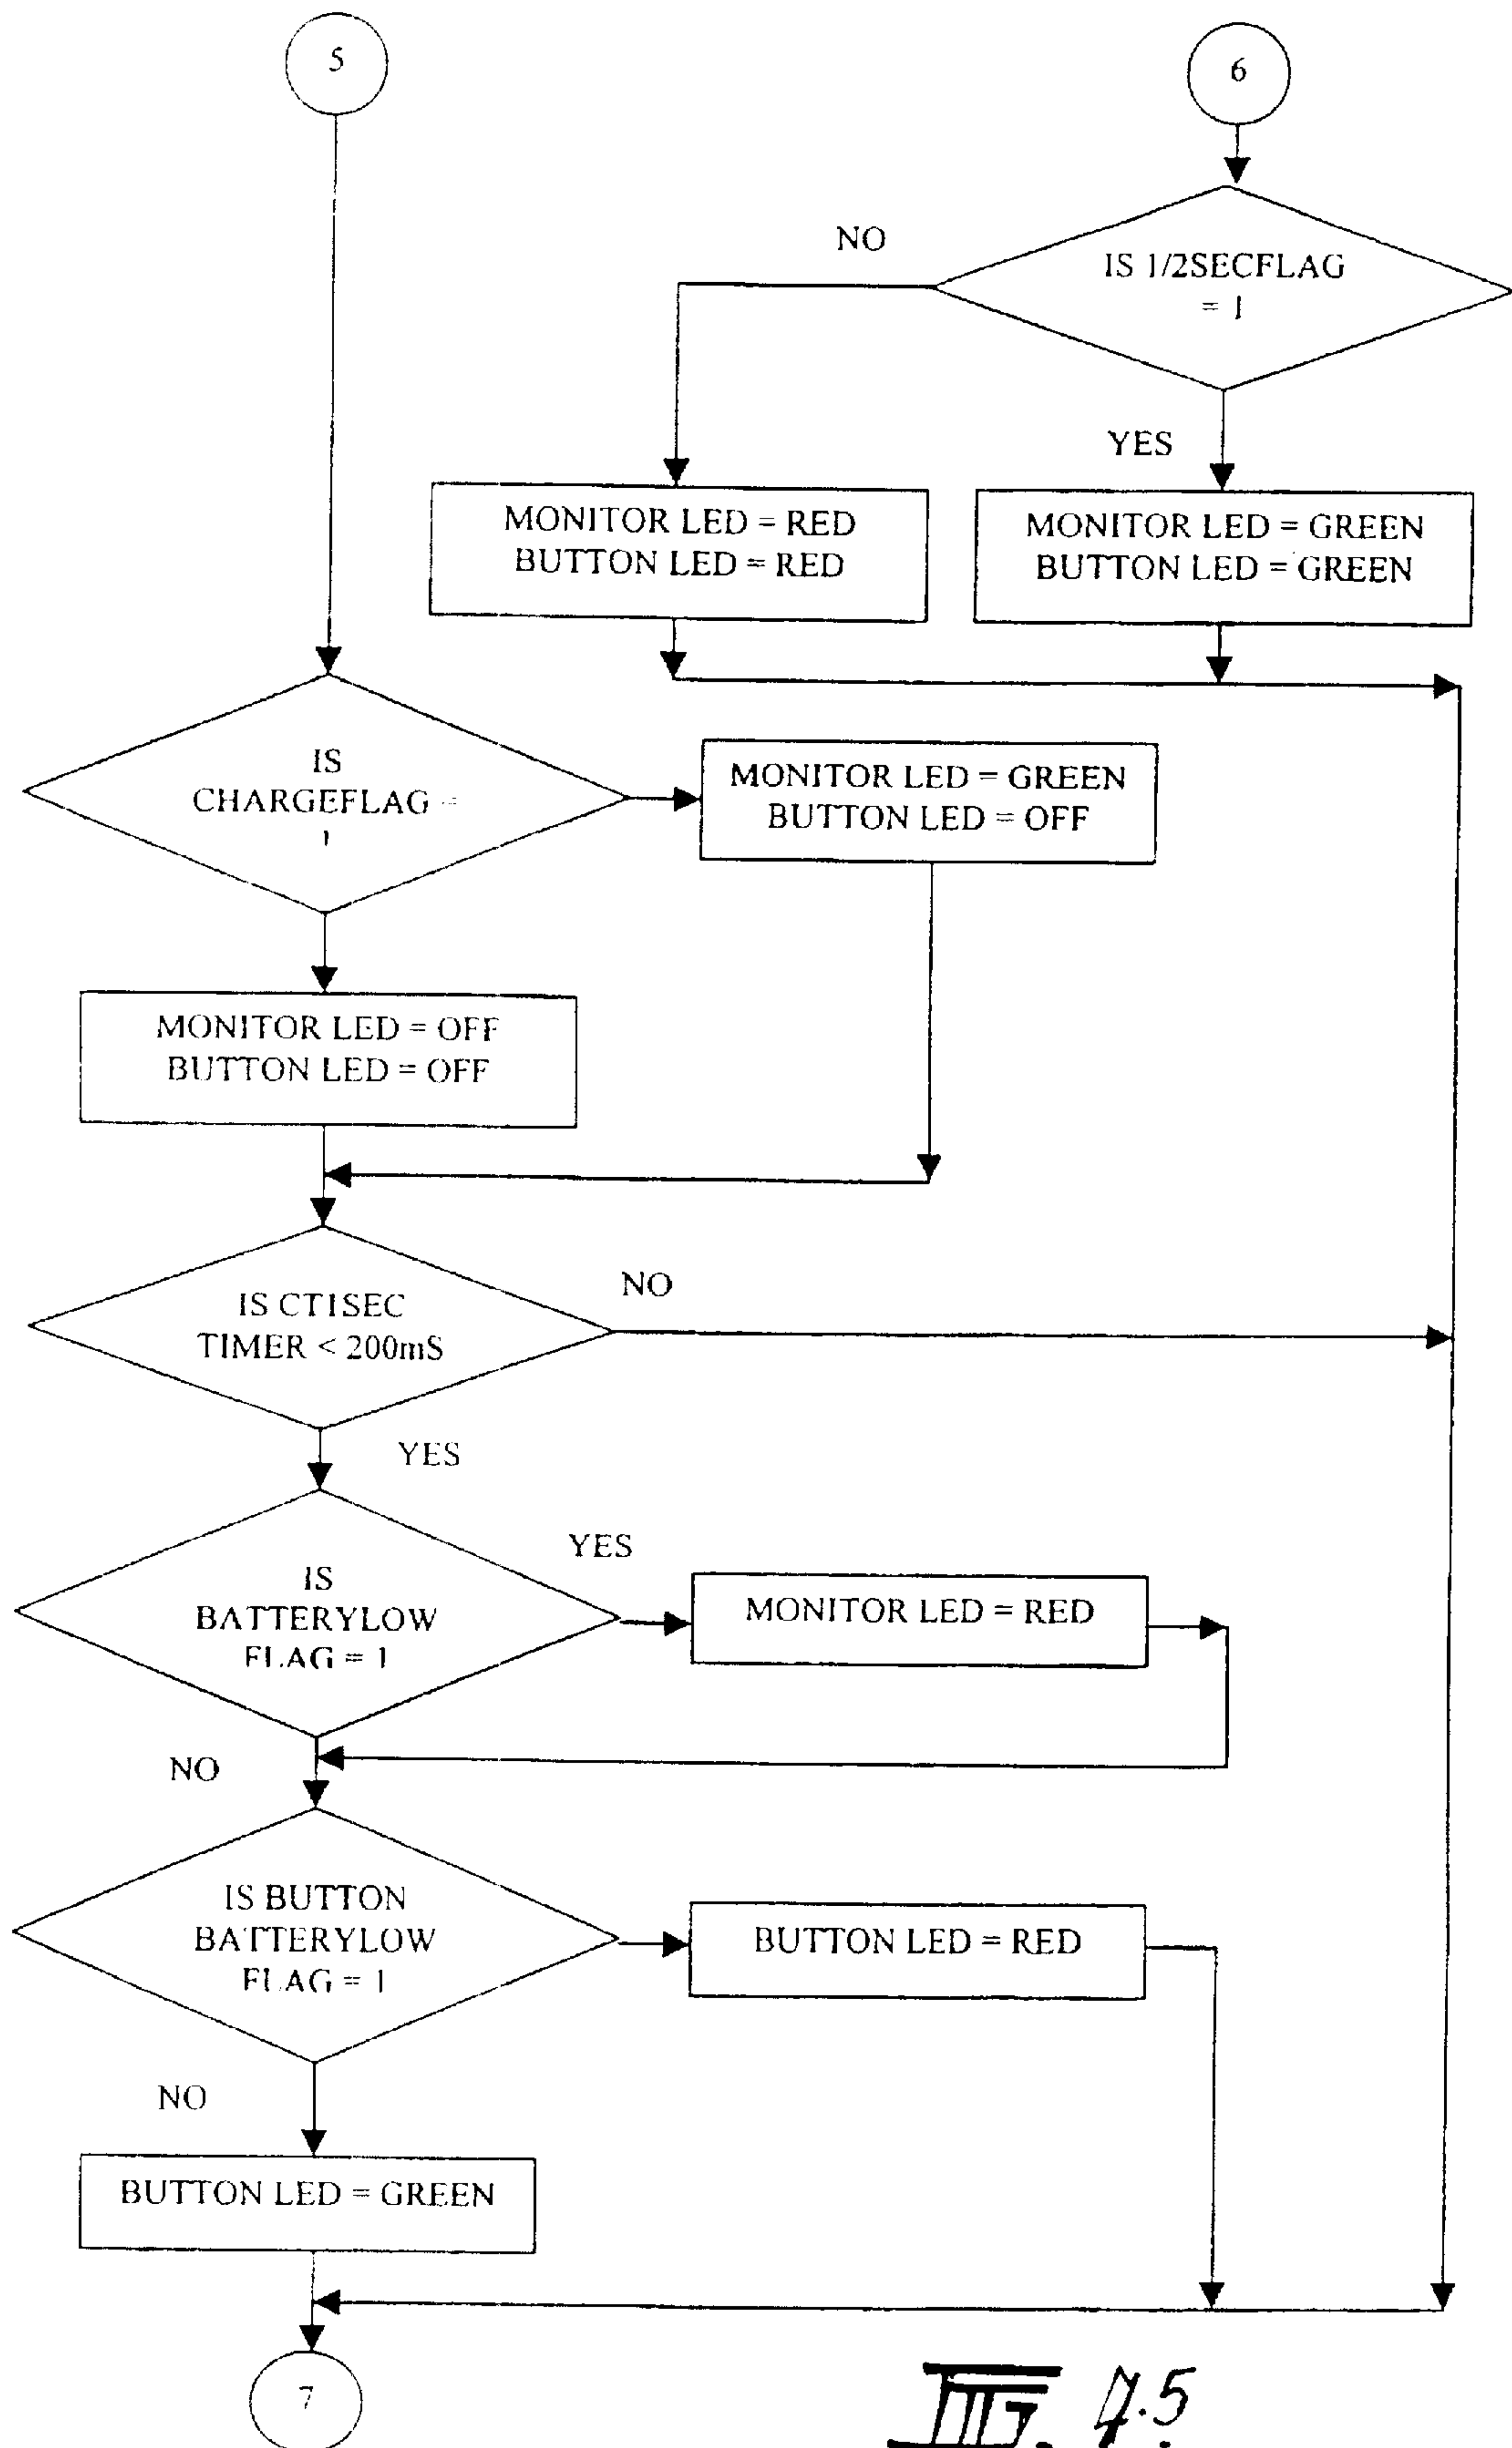 5
6
NO
IS 1/2SECFLAG
= 1
YES
MONITOR LED = RED
BUTTON LED = RED
MONITOR LED = GREEN
BUTTON LED = GREEN
IS
CHARGEFLAG =
1
MONITOR LED = GREEN
BUTTON LED = OFF
MONITOR LED = OFF
BUTTON LED = OFF
IS CT1SEC
TIMER < 200mS
NO
YES
IS
BATTERYLOW
FLAG = 1
YES
MONITOR LED = RED
NO
IS BUTTON
BATTERYLOW
FLAG = 1
BUTTON LED = RED
NO
BUTTON LED = GREEN
7
FIG. 7.5